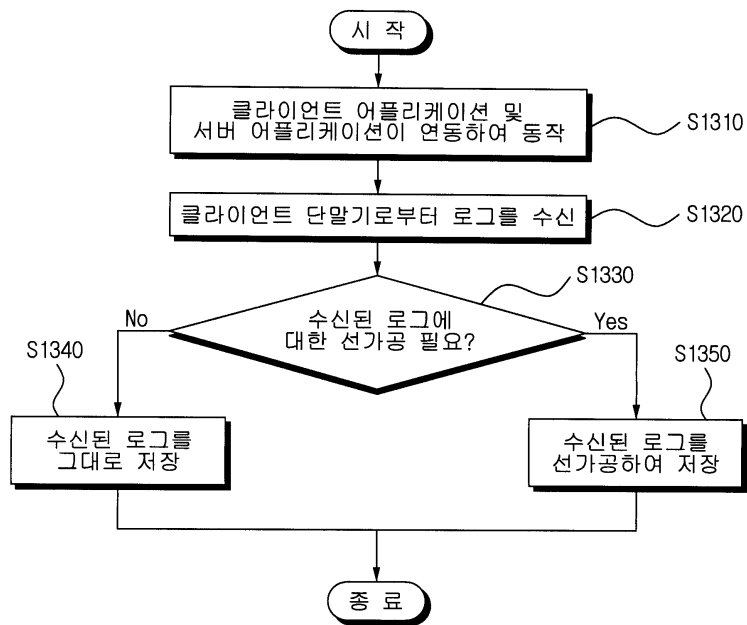 시 작
클라이언트 어플리케이션 및
서버 어플리케이션이 연동하여 동작
S1310
클라이언트 단말기로부터 로그를 수신
S1320
S1330
수신된 로그에
대한 선가공 필요?
No
Yes
S1340
S1350
수신된 로그를
그대로 저장
수신된 로그를
선가공하여 저장
종 료